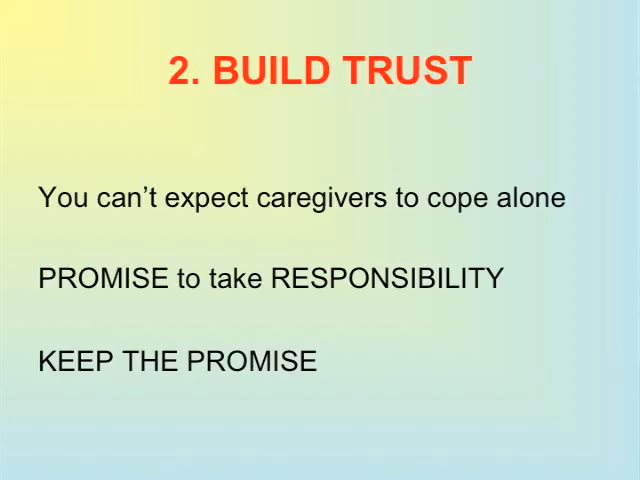 2. BUILD TRUST
You can’t expect caregivers to cope alone
PROMISE to take RESPONSIBILITY
KEEP THE PROMISE